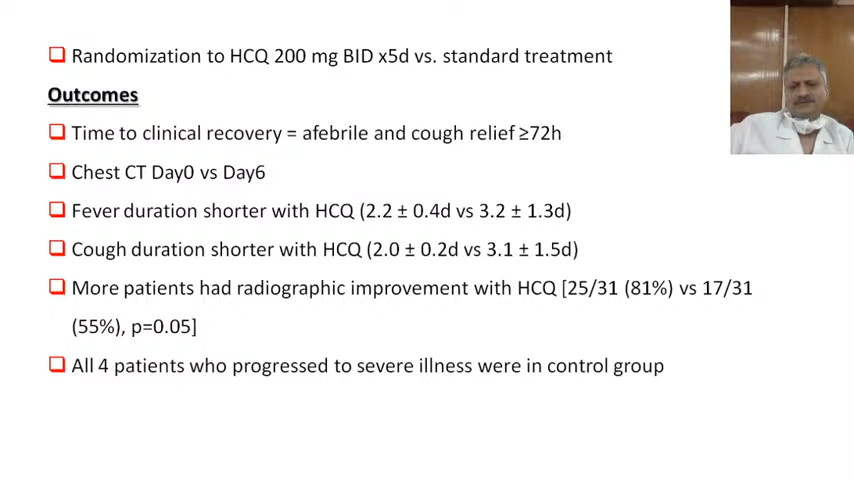 Randomization to HCQ 200 mg BID x5d vs. standard treatment
Outcomes
Time to clinical recovery = afebrile and cough relief ≥72h
Chest CT Day0 vs Day6
Fever duration shorter with HCQ (2.2 ± 0.4d vs 3.2 ± 1.3d)
Cough duration shorter with HCQ (2.0 ± 0.2d vs 3.1 ± 1.5d)
More patients had radiographic improvement with HCQ [25/31 (81%) vs 17/31
(55%), p=0.05]
All 4 patients who progressed to severe illness were in control group